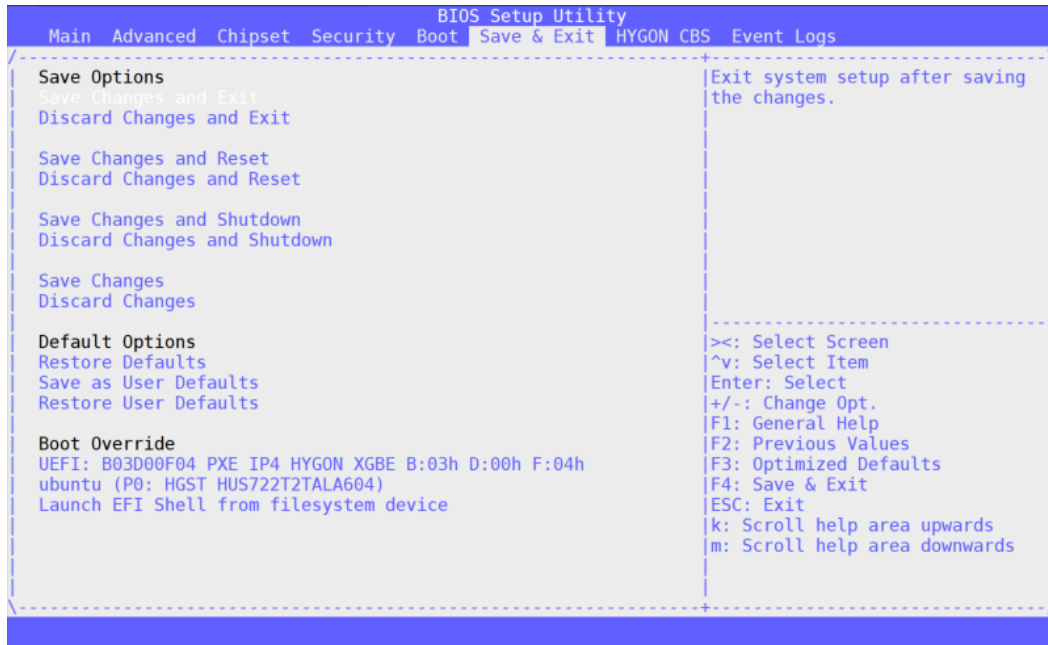 BIOS Setup Utility
Main Advanced Chipset Security Boot Save & Exit HYGON CBS Event Logs
Save Options
Save Changes and Exit
Discard Changes and Exit
Save Changes and Reset
Discard Changes and Reset
Save Changes and Shutdown
Discard Changes and Shutdown
Save Changes
Discard Changes
Default Options
Restore Defaults
Save as User Defaults
Restore User Defaults
Boot Override
UEFI: B03D00F04 PXE IP4 HYGON XGBE B:03h D:00h F:04h
ubuntu (P0: HGST HUS722T2TALA604)
Launch EFI Shell from filesystem device
Exit system setup after saving
the changes.
><: Select Screen
^v: Select Item
Enter: Select
+/-: Change Opt.
F1: General Help
F2: Previous Values
F3: Optimized Defaults
F4: Save & Exit
ESC: Exit
k: Scroll help area upwards
m: Scroll help area downwards